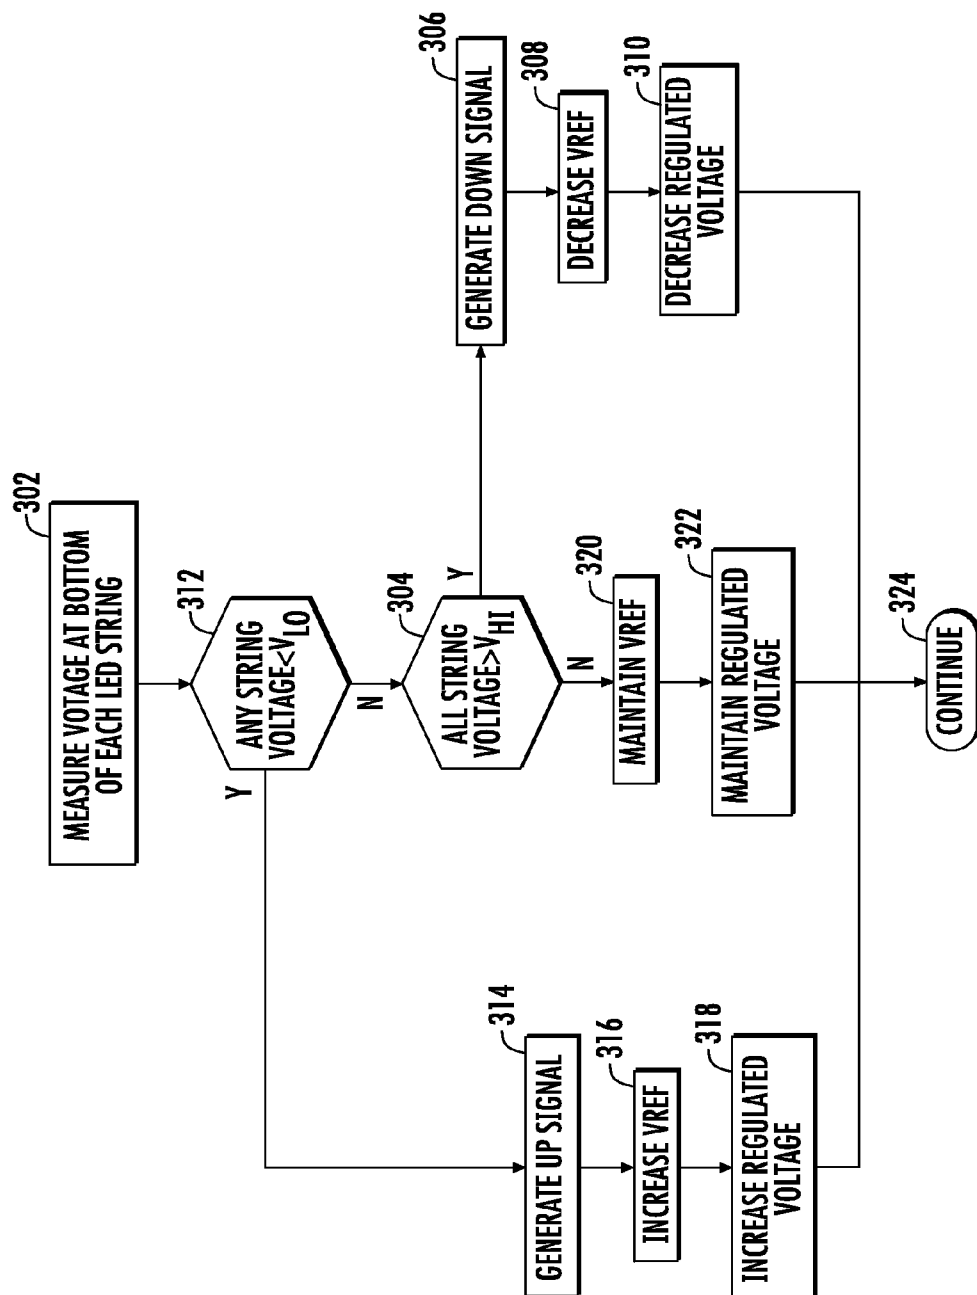 302
MEASURE VOTAGE AT BOTTOM
OF EACH LED STRING
312
ANY STRING
VOLTAGE<VLO
Y
N
304
ALL STRING
VOLTAGE>VHI
Y
N
314
GENERATE UP SIGNAL
316
INCREASE VREF
318
INCREASE REGULATED
VOLTAGE
320
MAINTAIN VREF
322
MAINTAIN REGULATED
VOLTAGE
306
GENERATE DOWN SIGNAL
308
DECREASE VREF
310
DECREASE REGULATED
VOLTAGE
324
CONTINUE